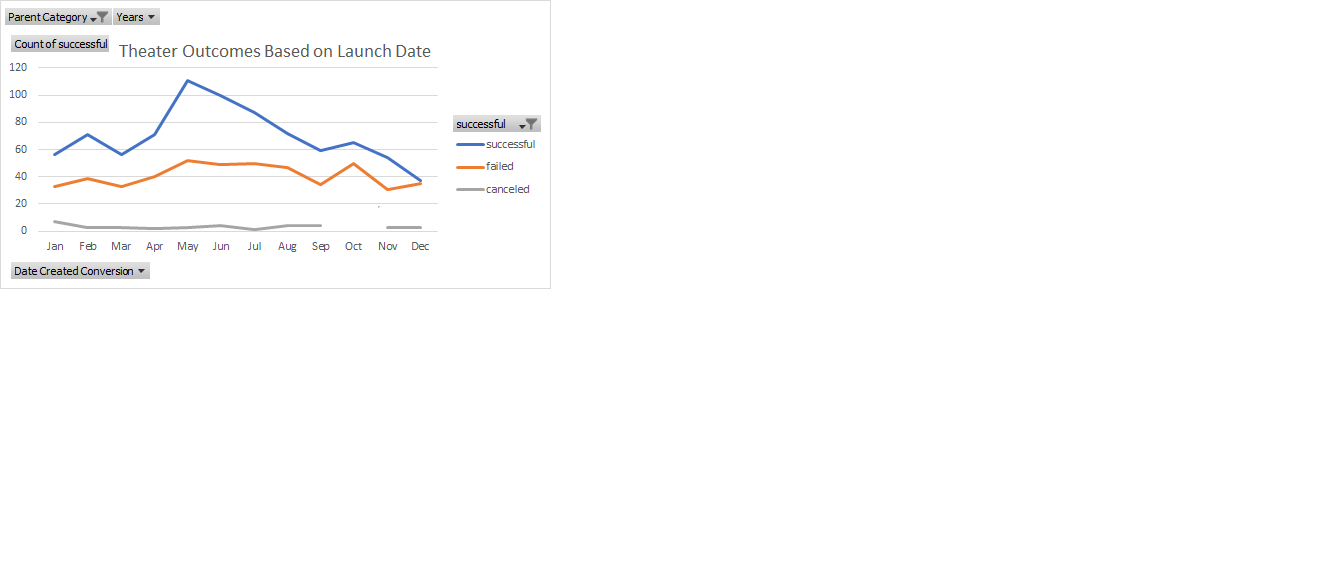 Parent Category Years
Count of successful
Theater Outcomes Based on Launch Date
120
100
80
60
40
20
0
Jan Feb Mar Apr May Jun Jul Aug Sep Oct Nov Dec
successful
successful
failed
canceled
Date Created Conversion